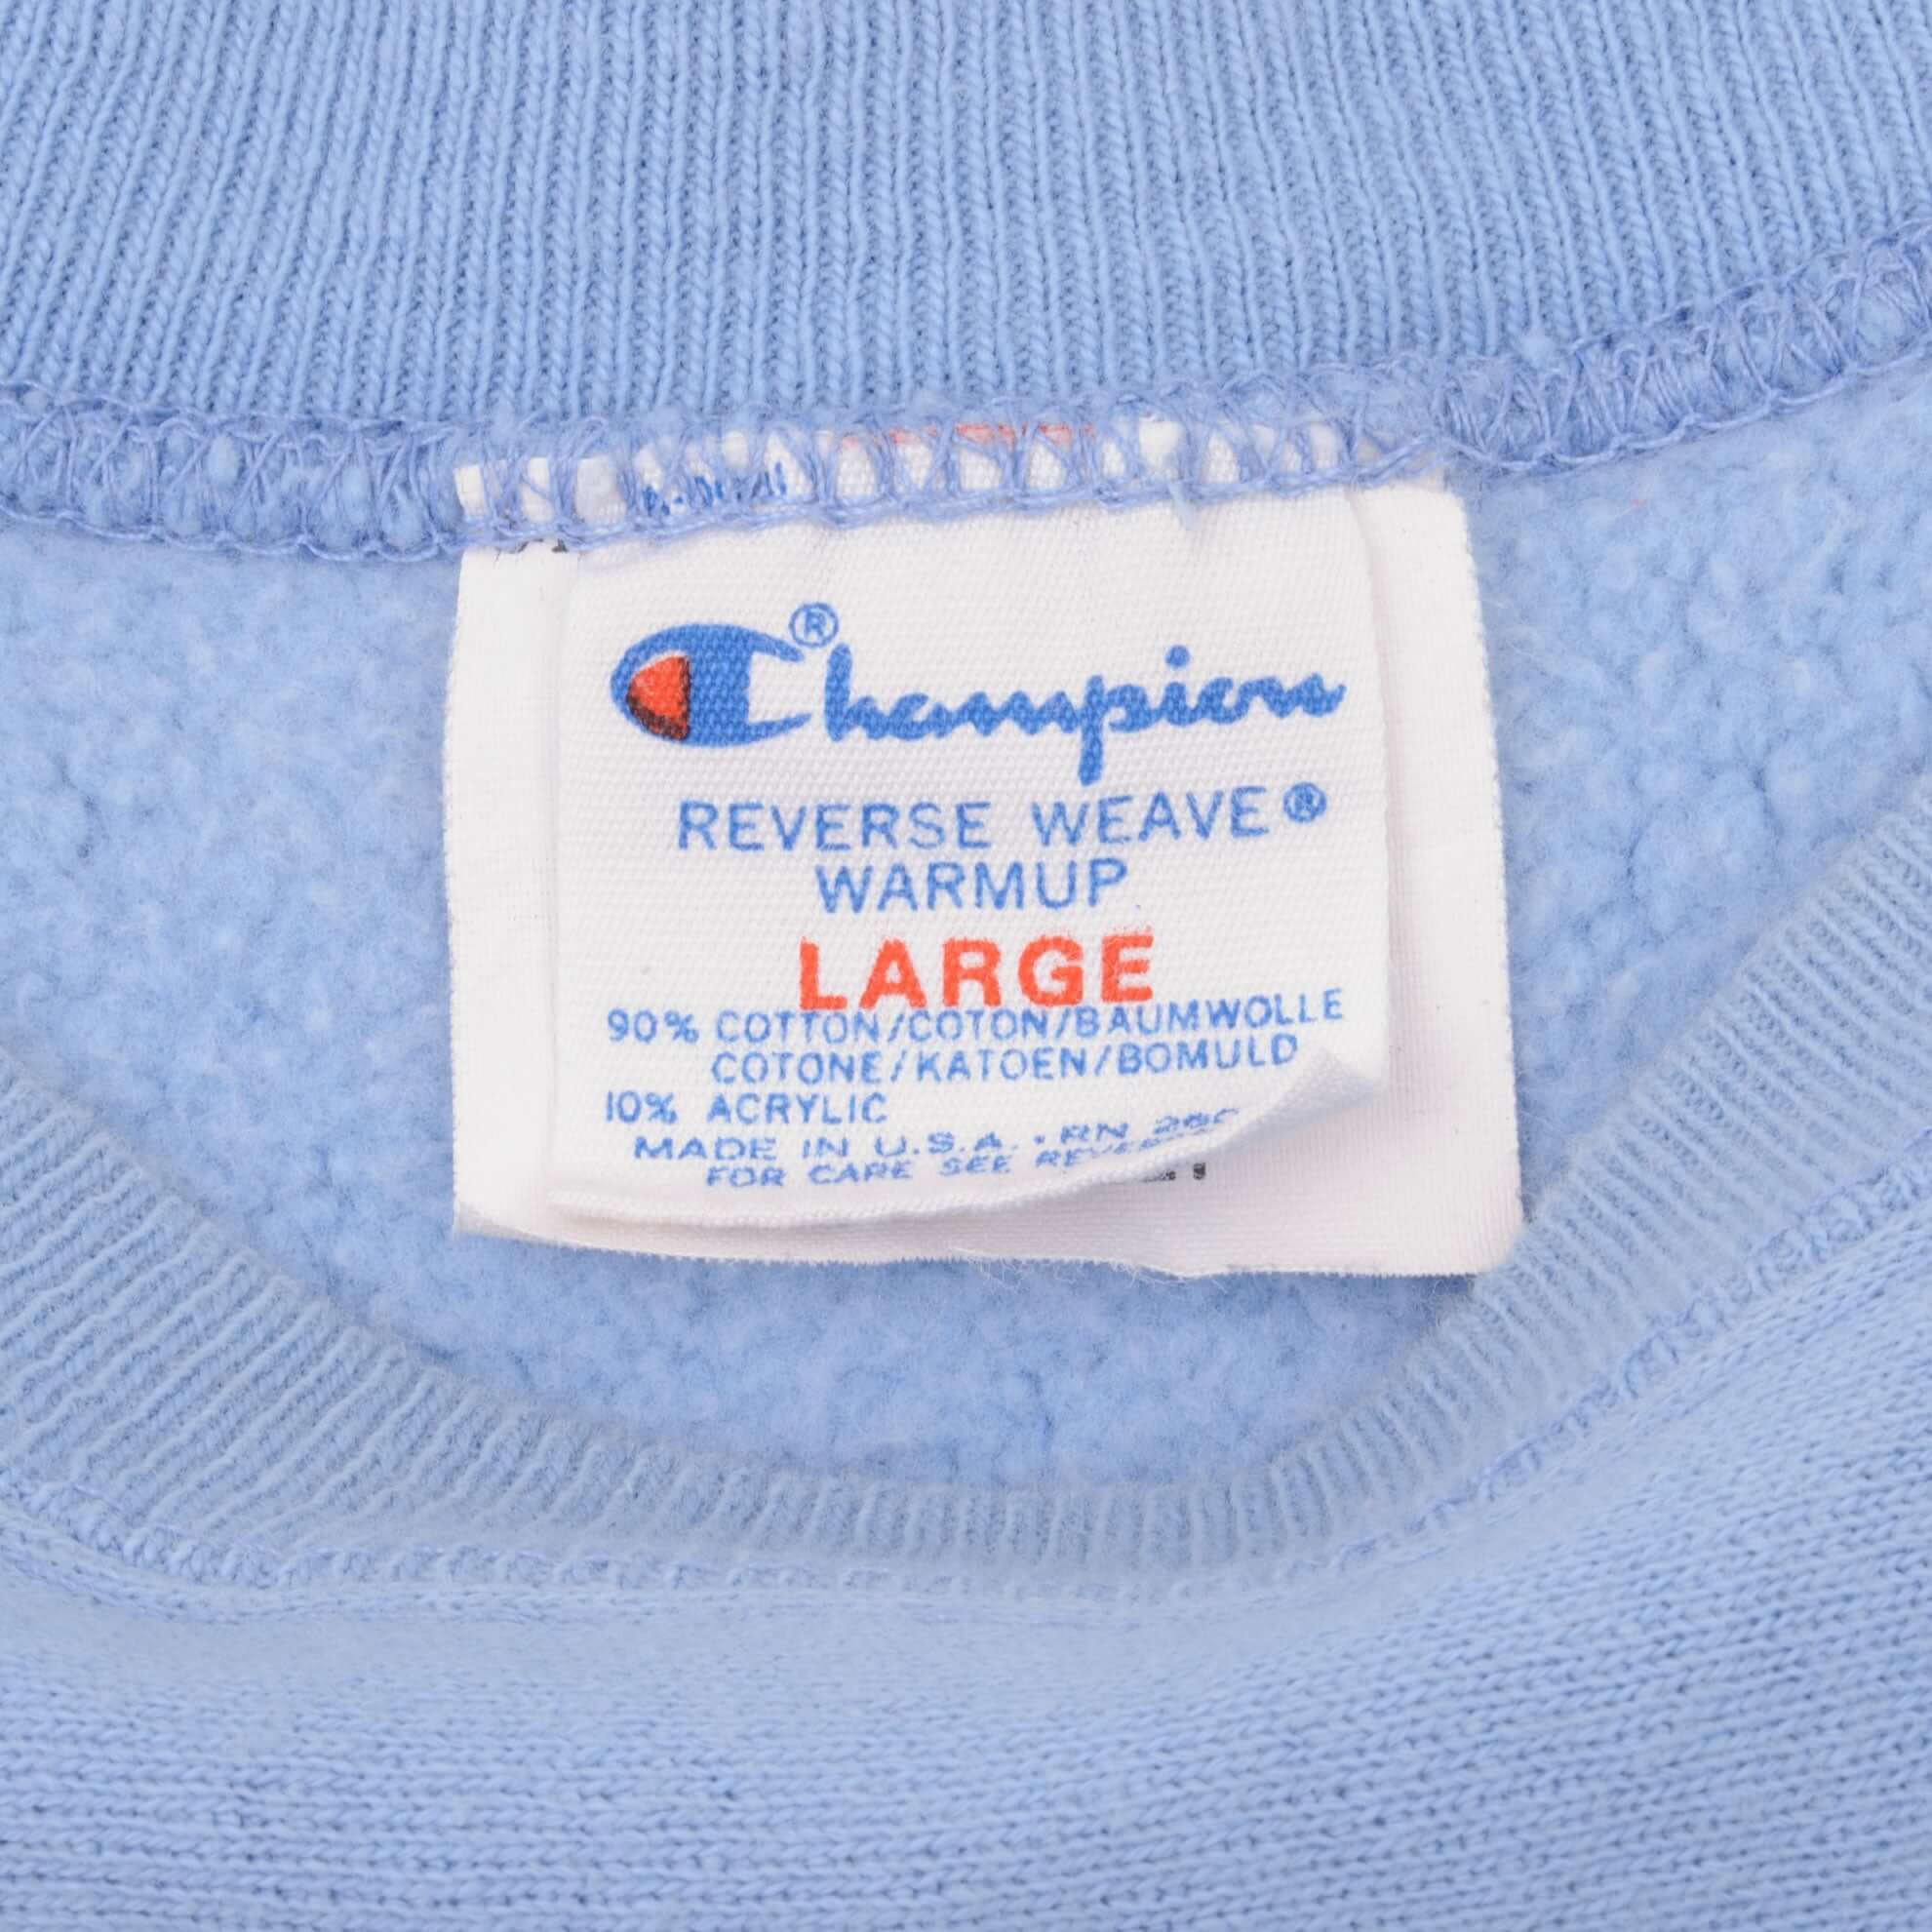 Champion®
REVERSE WEAVE®
WARMUP
LARGE
90% COTTON/COTON/BAUMWOLLE
COTONE/KATOEN/BOMULD
10% ACRYLIC
MADE IN U.S.A. • RN
FOR CARE SEE